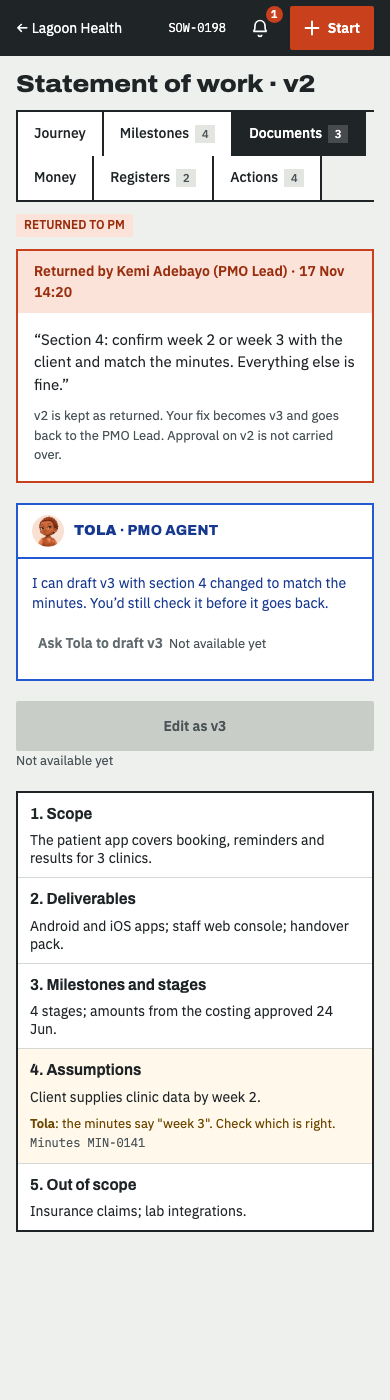 ← Lagoon Health
SOW-0198
1
+ Start
Statement of work · v2
Journey
Milestones 4
Documents 3
Money
Registers 2
Actions 4
RETURNED TO PM
Returned by Kemi Adebayo (PMO Lead) · 17 Nov
14:20
“Section 4: confirm week 2 or week 3 with the
client and match the minutes. Everything else is
fine.”
v2 is kept as returned. Your fix becomes v3 and goes
back to the PMO Lead. Approval on v2 is not carried
over.
TOLA · PMO AGENT
I can draft v3 with section 4 changed to match the
minutes. You’d still check it before it goes back.
Ask Tola to draft v3 Not available yet
Edit as v3
Not available yet
1. Scope
The patient app covers booking, reminders and
results for 3 clinics.
2. Deliverables
Android and iOS apps; staff web console; handover
pack.
3. Milestones and stages
4 stages; amounts from the costing approved 24
Jun.
4. Assumptions
Client supplies clinic data by week 2.
Tola: the minutes say "week 3". Check which is right.
Minutes MIN-0141
5. Out of scope
Insurance claims; lab integrations.